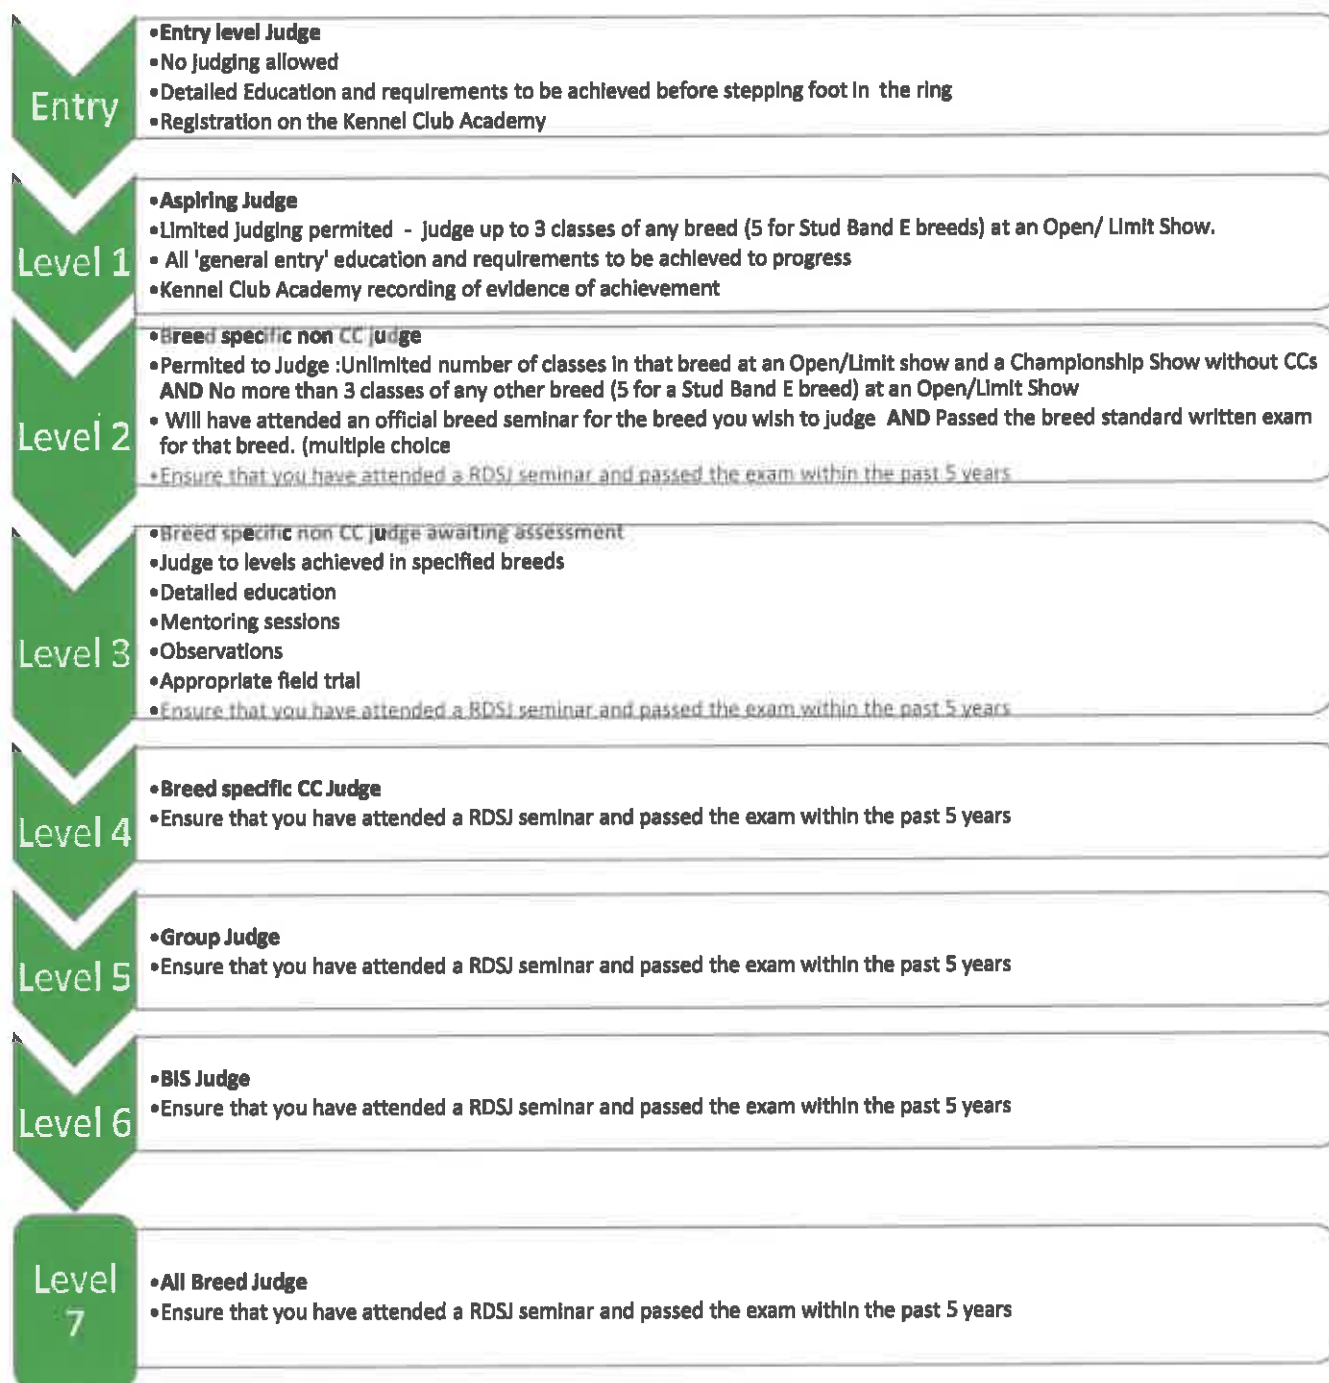 Entry
•Entry level Judge
•No judging allowed
•Detailed Education and requirements to be achieved before stepping foot in the ring
•Registration on the Kennel Club Academy
Level 1
•Aspiring Judge
•Limited judging permited - judge up to 3 classes of any breed (5 for Stud Band E breeds) at an Open/ Limit Show.
• All 'general entry' education and requirements to be achieved to progress
•Kennel Club Academy recording of evidence of achievement
Level 2
•Breed specific non CC judge
•Permitted to Judge :Unlimited number of classes in that breed at an Open/Limit show and a Championship Show without CCs
AND No more than 3 classes of any other breed (5 for a Stud Band E breed) at an Open/Limit Show
• Will have attended an official breed seminar for the breed you wish to judge AND Passed the breed standard written exam
for that breed. (multiple choice
•Ensure that you have attended a RDSJ seminar and passed the exam within the past 5 years
Level 3
•Breed specific non CC judge awaiting assessment
•Judge to levels achieved in specified breeds
•Detailed education
•Mentoring sessions
•Observations
•Appropriate field trial
•Ensure that you have attended a RDSJ seminar and passed the exam within the past 5 years
Level 4
•Breed specific CC Judge
•Ensure that you have attended a RDSJ seminar and passed the exam within the past 5 years
Level 5
•Group Judge
•Ensure that you have attended a RDSJ seminar and passed the exam within the past 5 years
Level 6
•BIS Judge
•Ensure that you have attended a RDSJ seminar and passed the exam within the past 5 years
Level
7
•All Breed Judge
•Ensure that you have attended a RDSJ seminar and passed the exam within the past 5 years